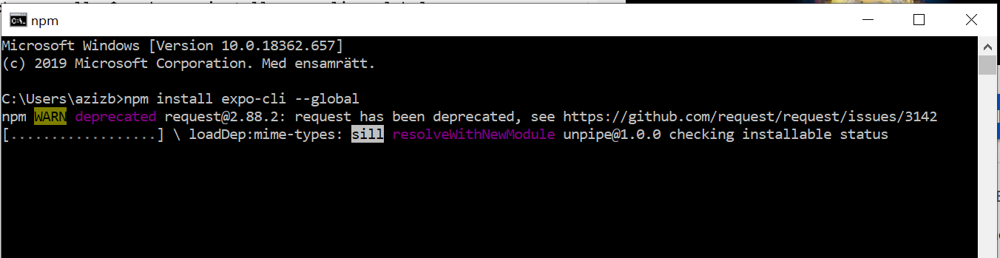 npm
Microsoft Windows [Version 10.0.18362.657]
(c) 2019 Microsoft Corporation. Med ensamrätt.
C:\Users\azizb>npm install expo-cli --global
npm WARN deprecated request@2.88.2: request has been deprecated, see https://github.com/request/request/issues/3142
[..................] \ loadDep:mime-types: sill resolveWithNewModule unpipe@1.0.0 checking installable status